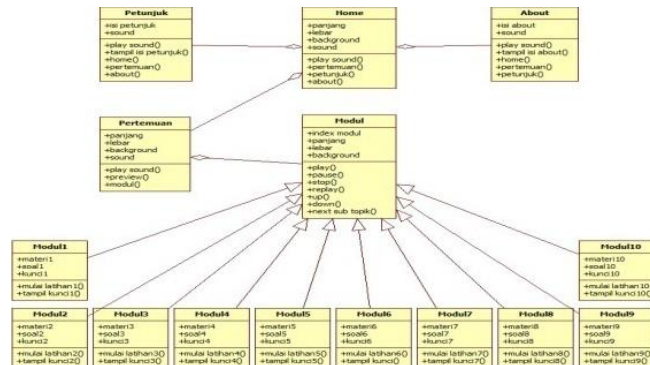 Petunjuk
+isi petunjuk
+sound
+play sound()
+tampil isi petunjuk()
+home()
+pertemuan()
+about()
Home
+panjang
+lebar
+background
+sound
+play sound()
+pertemuan()
+petunjuk()
+about()
About
+isi about
+sound
+play sound()
+tampil isi about()
+home()
+pertemuan()
+petunjuk()
Pertemuan
+panjang
+lebar
+background
+sound
+play sound()
+preview()
+modul()
Modul
+index modul
+panjang
+lebar
+background
+play()
+pause()
+stop()
+replay()
+up()
+down()
+next sub topik()
Modul1
+materi1
+soal1
+kunci1
+mulai latihan1()
+tampil kunci1()
Modul10
+materi10
+soal10
+kunci10
+mulai latihan10()
+tampil kunci10()
Modul2
+materi2
+soal2
+kunci2
+mulai latihan2()
+tampil kunci2()
Modul3
+materi3
+soal3
+kunci3
+mulai latihan3()
+tampil kunci3()
Modul4
+materi4
+soal4
+kunci4
+mulai latihan4()
+tampil kunci4()
Modul5
+materi5
+soal5
+kunci5
+mulai latihan5()
+tampil kunci5()
Modul6
+materi6
+soal6
+kunci6
+mulai latihan6()
+tampil kunci()
Modul7
+materi7
+soal7
+kunci7
+mulai latihan7()
+tampil kunci7()
Modul8
+materi8
+soal8
+kunci8
+mulai latihan8()
+tampil kunci8()
Modul9
+materi9
+soal9
+kunci9
+mulai latihan9()
+tampil kunci9()